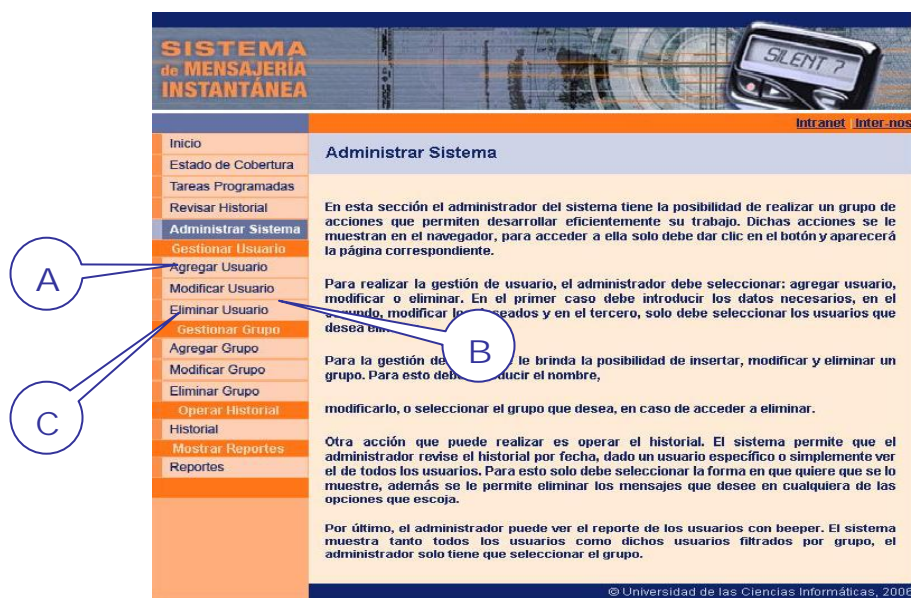 SISTEMA
de MENSAJERÍA
INSTANTÁNEA
SILENT ?
Intranet | Inter-nos
Inicio
Estado de Cobertura
Tareas Programadas
Revisar Historial
Administrar Sistema
Gestionar Usuario
Agregar Usuario
Modificar Usuario
Eliminar Usuario
Gestionar Grupo
Agregar Grupo
Modificar Grupo
Eliminar Grupo
Operar Historial
Historial
Mostrar Reportes
Reportes
A
B
C
Administrar Sistema
En esta sección el administrador del sistema tiene la posibilidad de realizar un grupo de
acciones que permiten desarrollar eficientemente su trabajo. Dichas acciones se le
muestran en el navegador, para acceder a ella solo debe dar clic en el botón y aparecerá
la página correspondiente.
Para realizar la gestión de usuario, el administrador debe seleccionar: agregar usuario,
modificar o eliminar. En el primer caso debe introducir los datos necesarios, en el
segundo, modificar los deseados y en el tercero, solo debe seleccionar los usuarios que
desea
Para la gestión de le brinda la posibilidad de insertar, modificar y eliminar un
grupo. Para esto debe el nombre,
modificarlo, o seleccionar el grupo que desea, en caso de acceder a eliminar.
Otra acción que puede realizar es operar el historial. El sistema permite que el
administrador revise el historial por fecha, dado un usuario específico o simplemente ver
el de todos los usuarios. Para esto solo debe seleccionar la forma en que quiere que se lo
muestre, además se le permite eliminar los mensajes que desee en cualquiera de las
opciones que escoja.
Por último, el administrador puede ver el reporte de los usuarios con beeper. El sistema
muestra tanto todos los usuarios como dichos usuarios filtrados por grupo, el
administrador solo tiene que seleccionar el grupo.
© Universidad de las Ciencias Informáticas, 2006